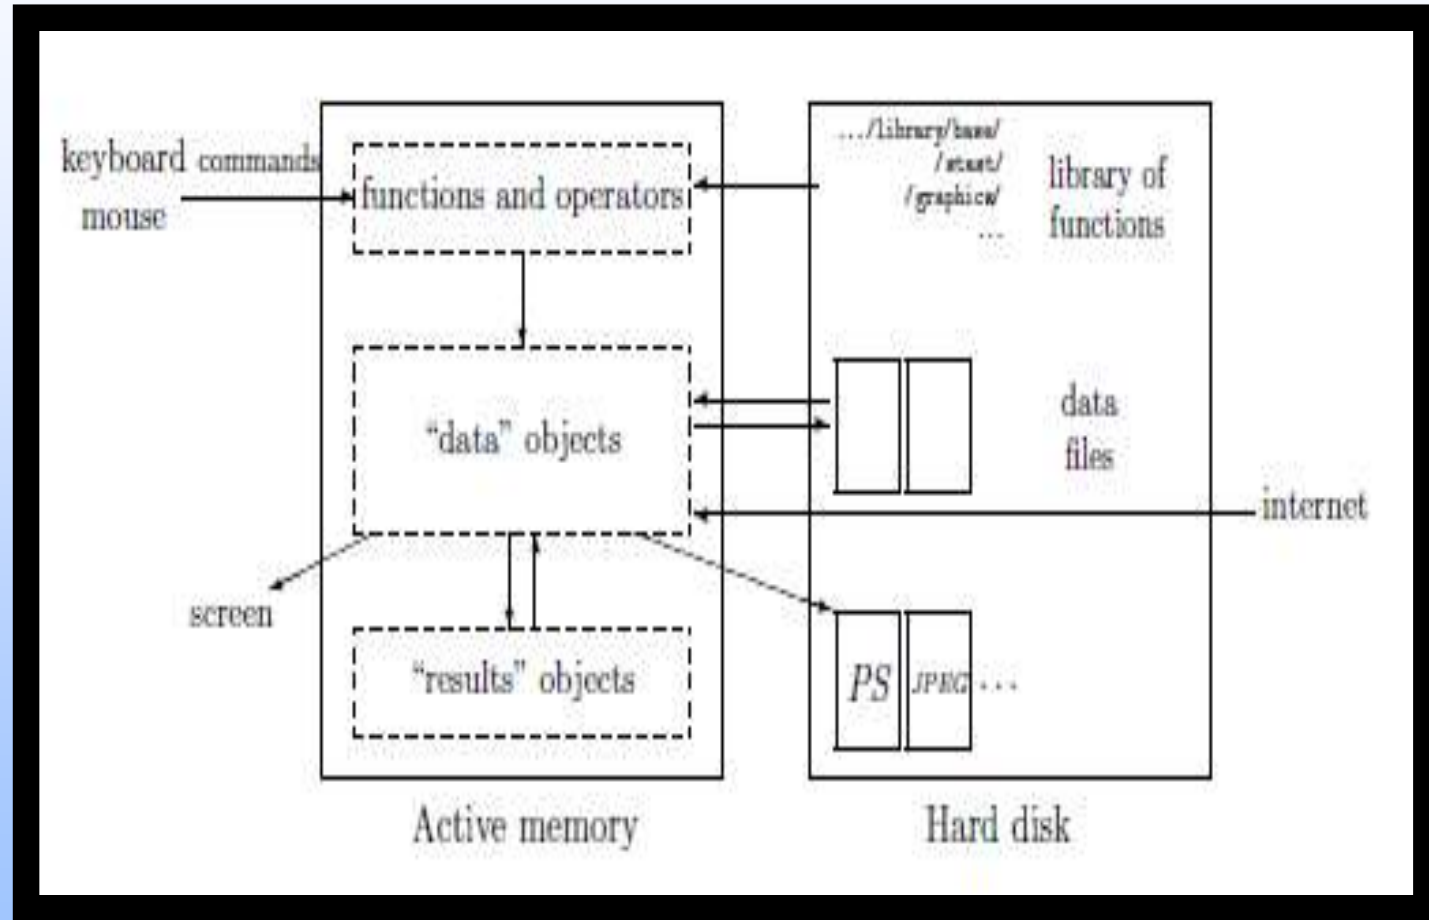 keyboard commands
mouse
functions and operators
.../library/base/
/stast/
/graphics/
...
library of
functions
"data" objects
data
files
internet
screen
"results" objects
PS
JPEG
...
Active memory
Hard disk